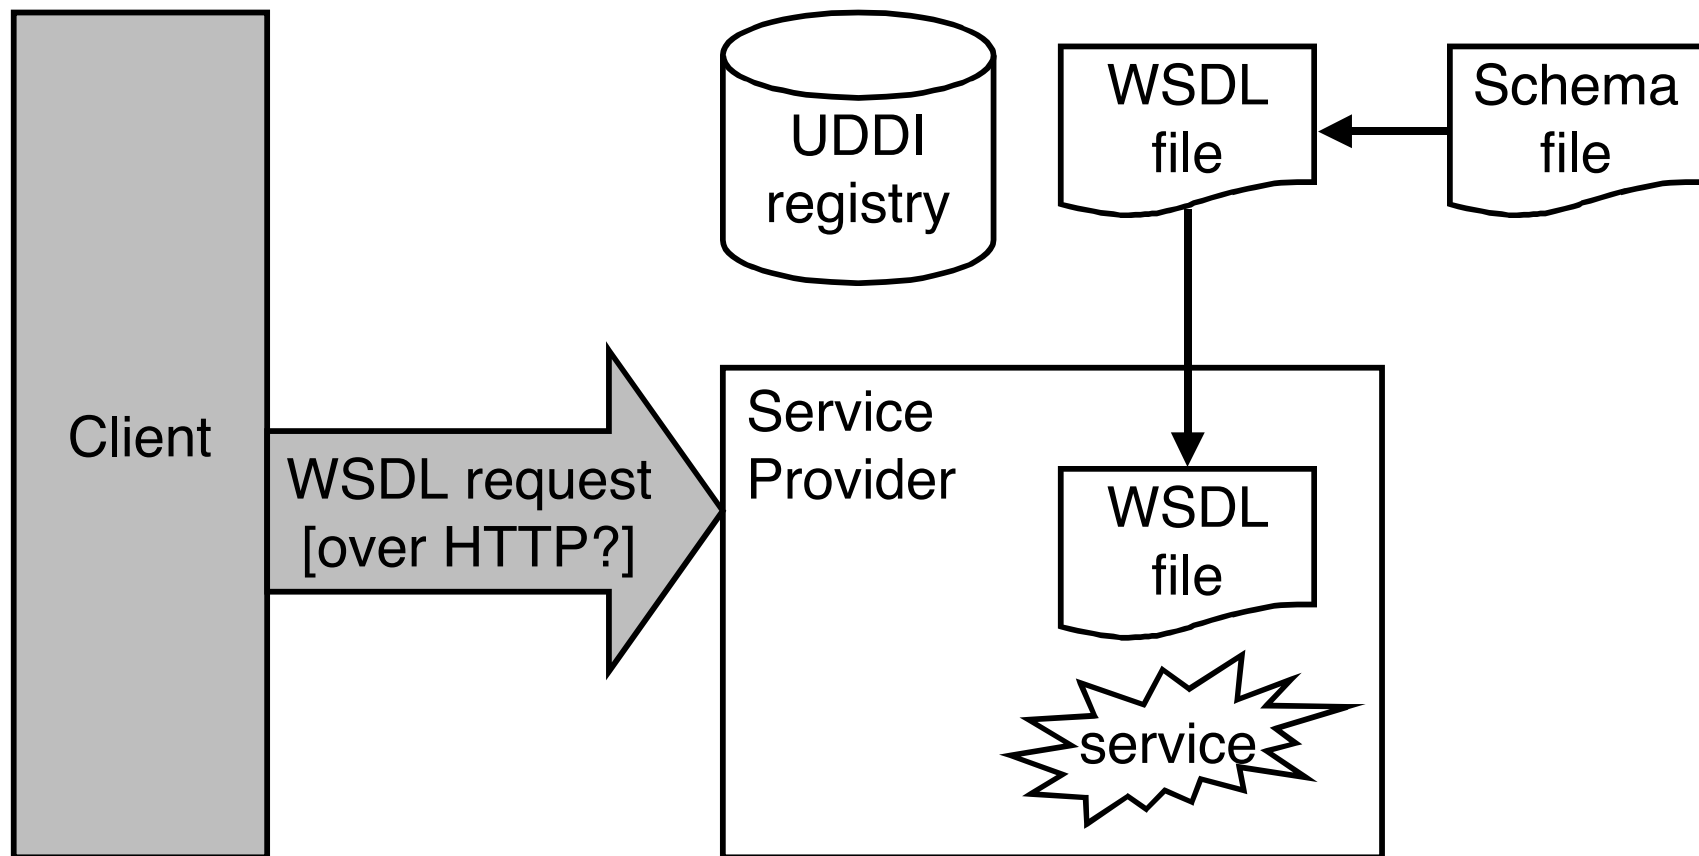 Client
WSDL request
[over HTTP?]
UDDI
registry
WSDL
file
Schema
file
Service
Provider
WSDL
file
service